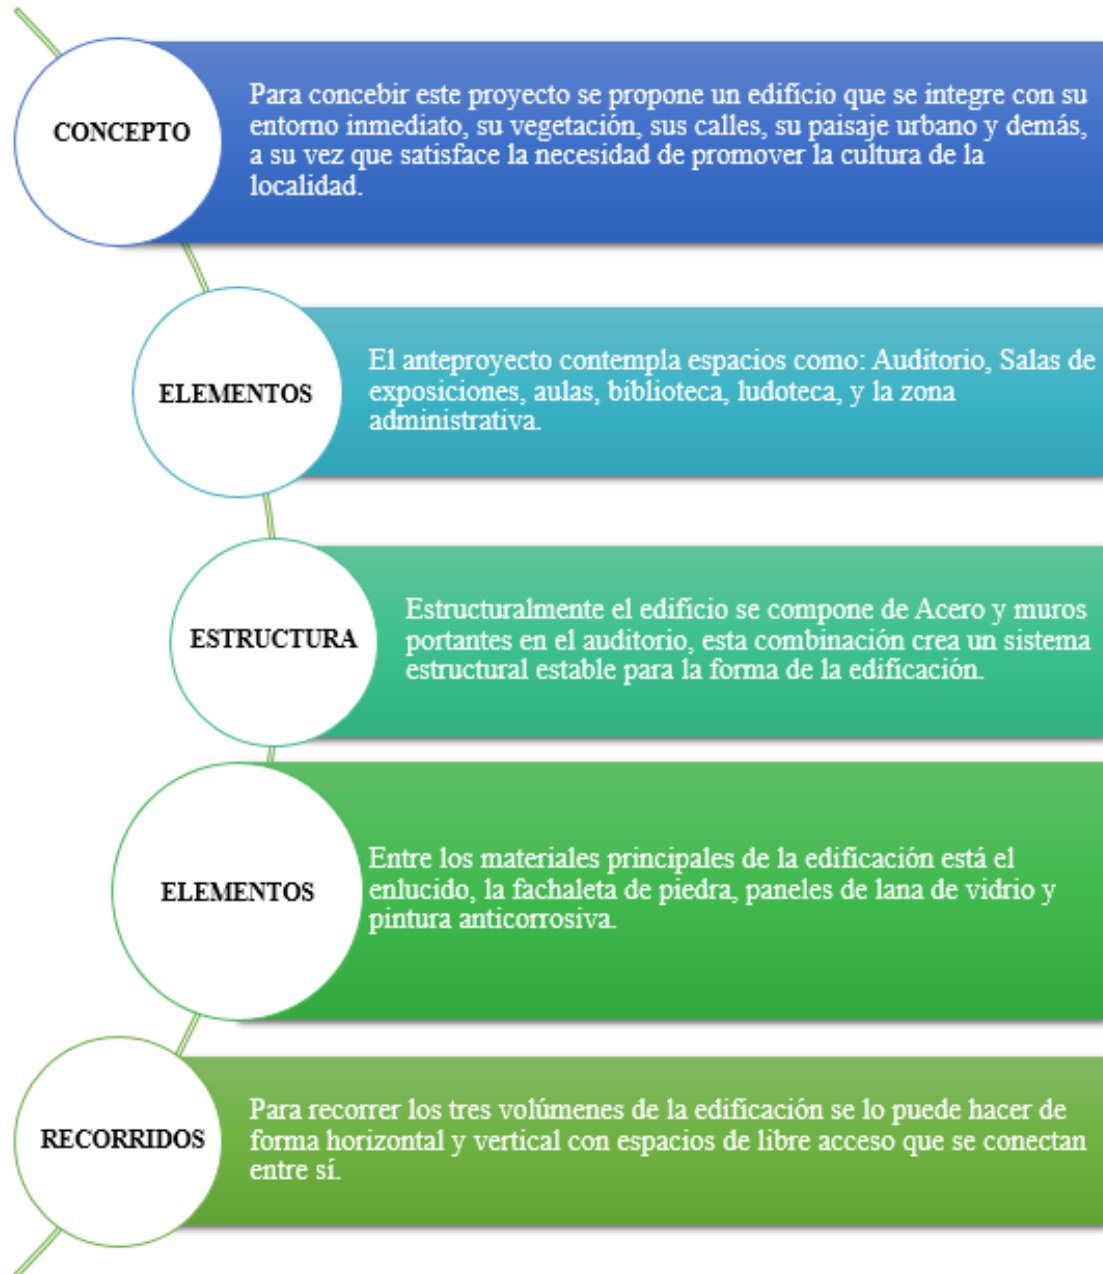 CONCEPTO
Para concebir este proyecto se propone un edificio que se integre con su
entorno inmediato, su vegetación, sus calles, su paisaje urbano y demás,
a su vez que satisface la necesidad de promover la cultura de la
localidad.
ELEMENTOS
El anteproyecto contempla espacios como: Auditorio, Salas de
exposiciones, aulas, biblioteca, ludoteca, y la zona
administrativa.
ESTRUCTURA
Estructuralmente el edificio se compone de Acero y muros
portantes en el auditorio, esta combinación crea un sistema
estructural estable para la forma de la edificación.
ELEMENTOS
Entre los materiales principales de la edificación está el
enlucido, la fachaleta de piedra, paneles de lana de vidrio y
pintura anticorrosiva.
RECORRIDOS
Para recorrer los tres volúmenes de la edificación se lo puede hacer de
forma horizontal y vertical con espacios de libre acceso que se conectan
entre sí.